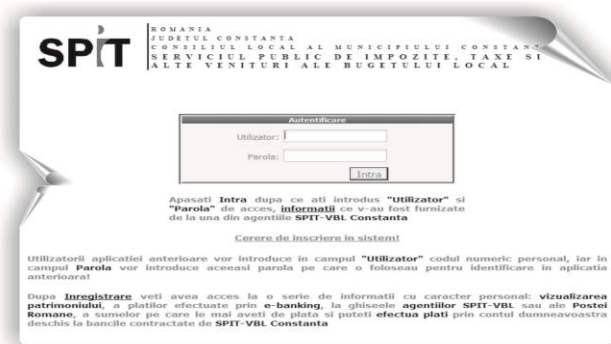 SPiT
ROMANIA
JUDETUL CONSTANTA
CONSILIUL LOCAL AL MUNICIPIULUI CONSTANTA
SERVICIUL PUBLIC DE IMPOZITE, TAXE SI
ALTE VENITURI ALE BUGETULUI LOCAL
Autentificare
Utilizator:
Parola:
Intra
Apasati Intra dupa ce ati introdus "Utilizator" si
"Parola" de acces, informatii ce v-au fost furnizate
de la una din agentiile SPIT-VBL Constanta
Cerere de inscriere in sistem!
Utilizatorii aplicatiei anterioare vor introduce in campul "Utilizator" codul numeric personal, iar in
campul Parola vor introduce aceeasi parola pe care o foloseau pentru identificare in aplicatia
anterioara!
Dupa Inregistrare veti avea acces la o serie de informatii cu caracter personal: vizualizarea
patrimoniului, a platilor efectuate prin e-banking, la ghiseele agentiilor SPIT-VBL sau ale Postei
Romane, a sumelor pe care le mai aveti de plata si puteti efectua plati prin contul dumneavoastra
deschis la bancile contractate de SPIT-VBL Constanta